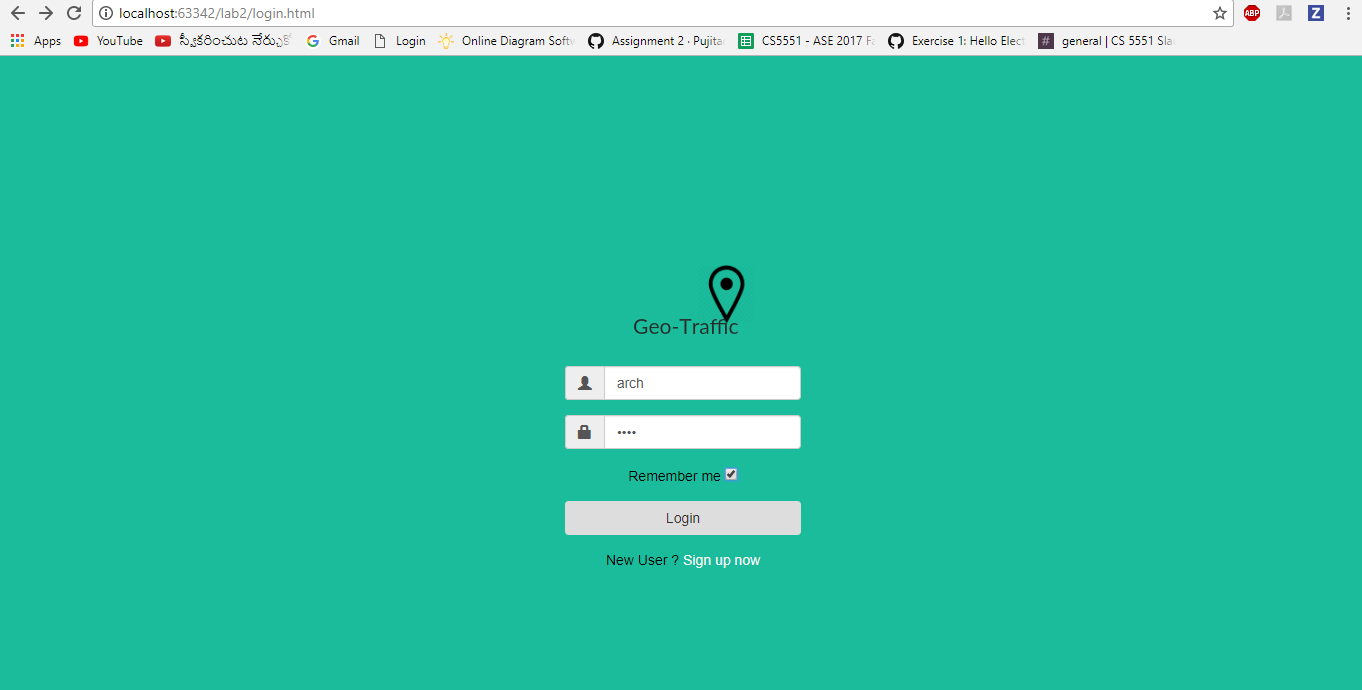 localhost:63342/lab2/login.html
ABP
Z
Apps YouTube Gmail Login Online Diagram Softw Assignment 2 · Pujita CS5551 - ASE 2017 Fa Exercise 1: Hello Elect # general | CS 5551 Sla
Geo-Traffic
arch
••••
Remember me
Login
New User ? Sign up now